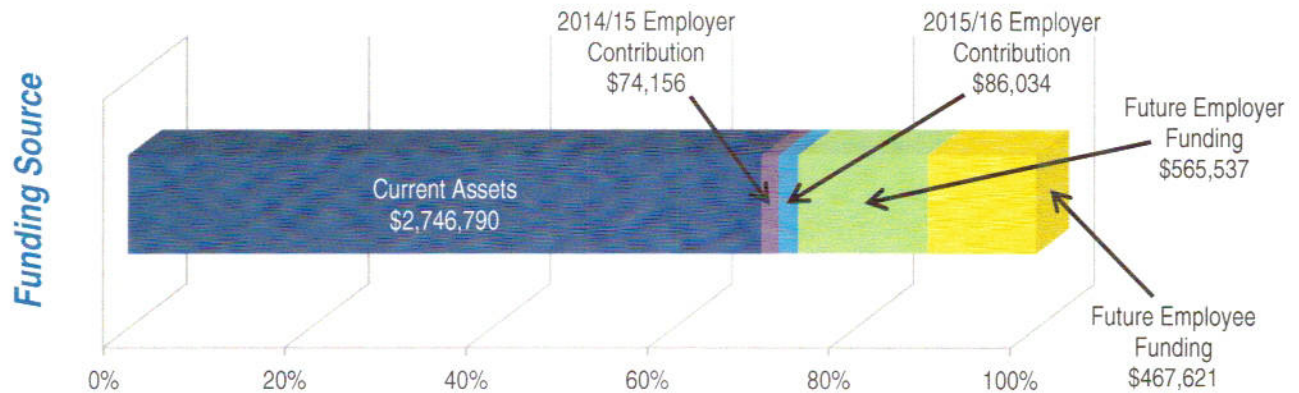 Funding Source
2014/15 Employer
Contribution
$74,156
2015/16 Employer
Contribution
$86,034
Future Employer
Funding
$565,537
Current Assets
$2,746,790
Future Employee
Funding
$467,621
0%
20%
40%
60%
80%
100%